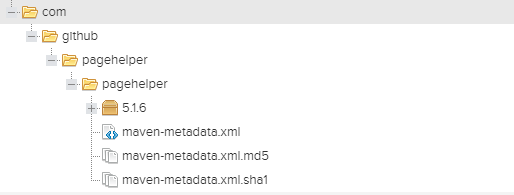 com
github
pagehelper
pagehelper
5.1.6
maven-metadata.xml
maven-metadata.xml.md5
maven-metadata.xml.sha1